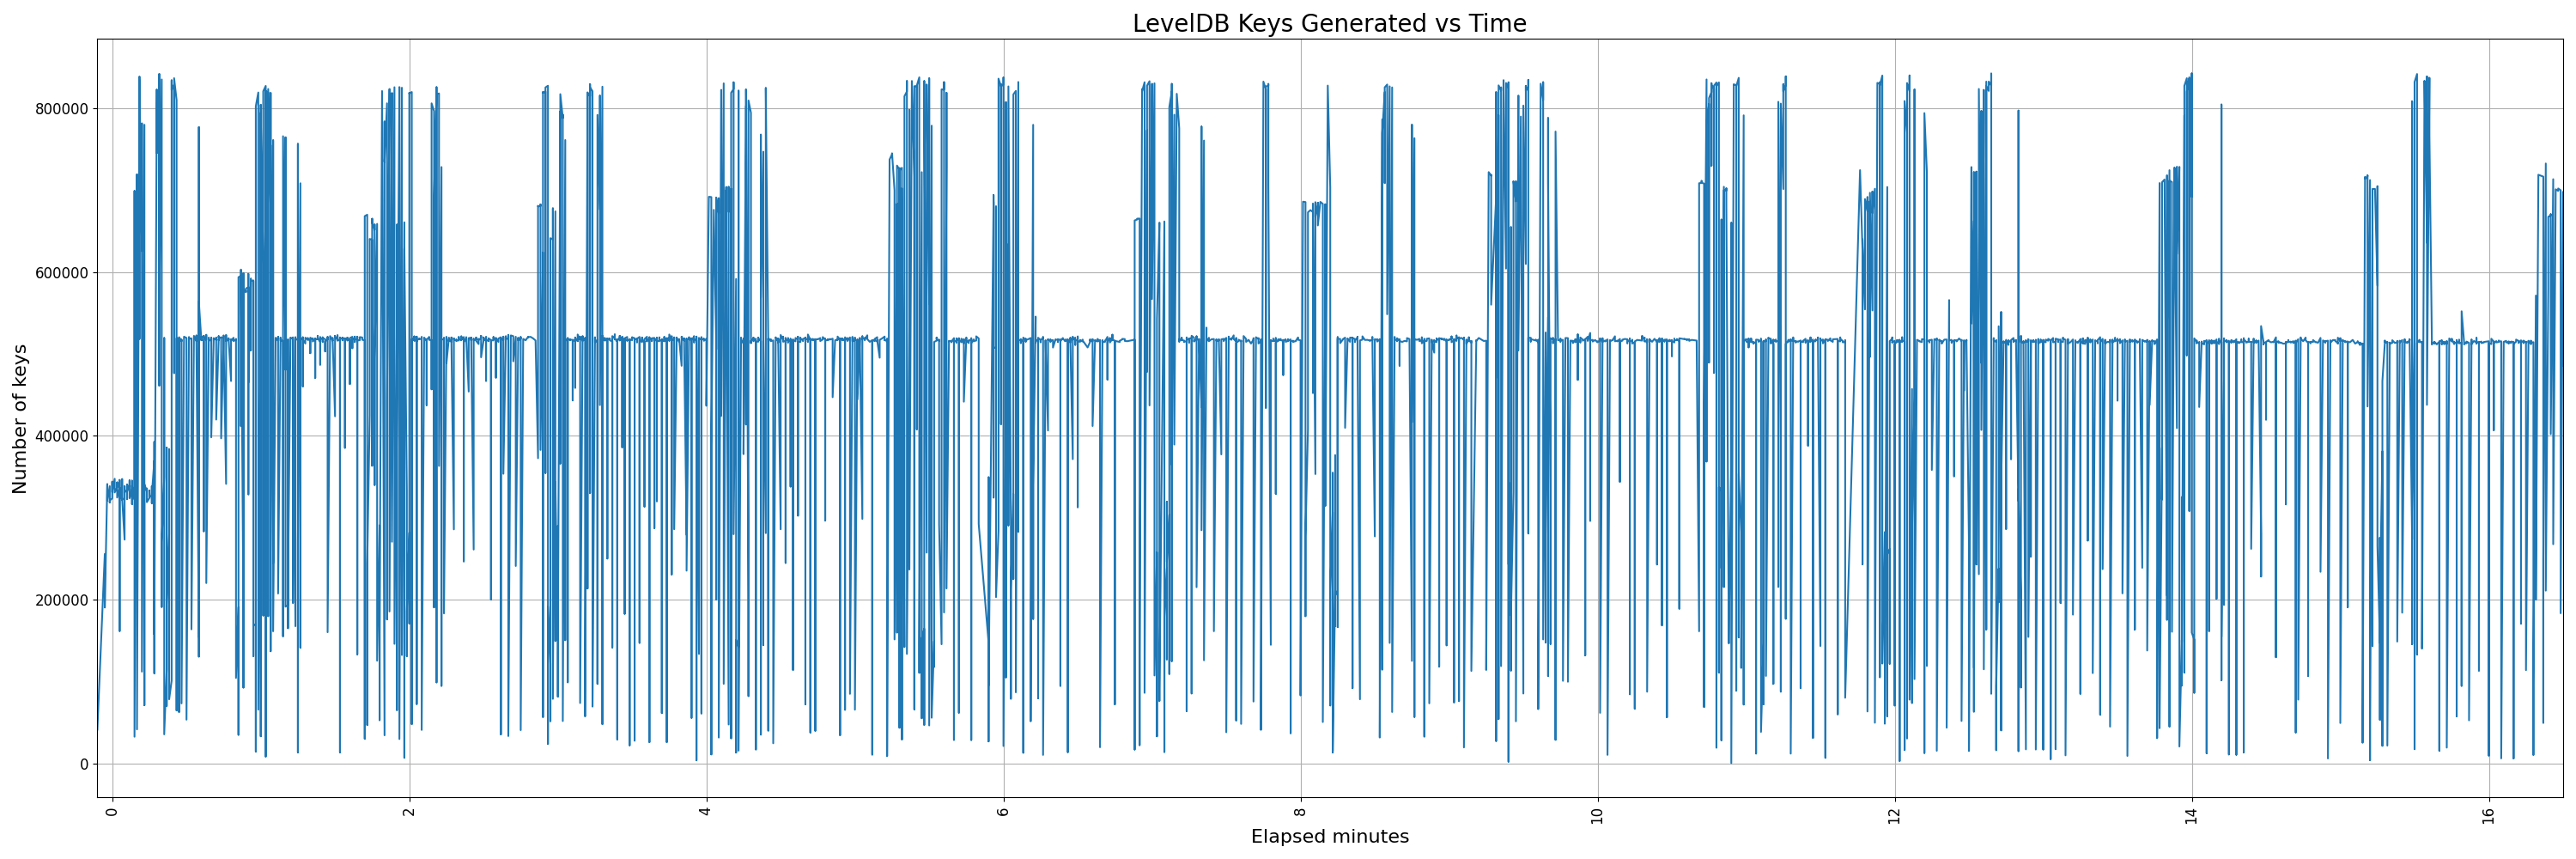 LevelDB Keys Generated vs Time
Number of keys
800000
600000
400000
200000
0
0 2 4 6 8 10 12 14 16
Elapsed minutes